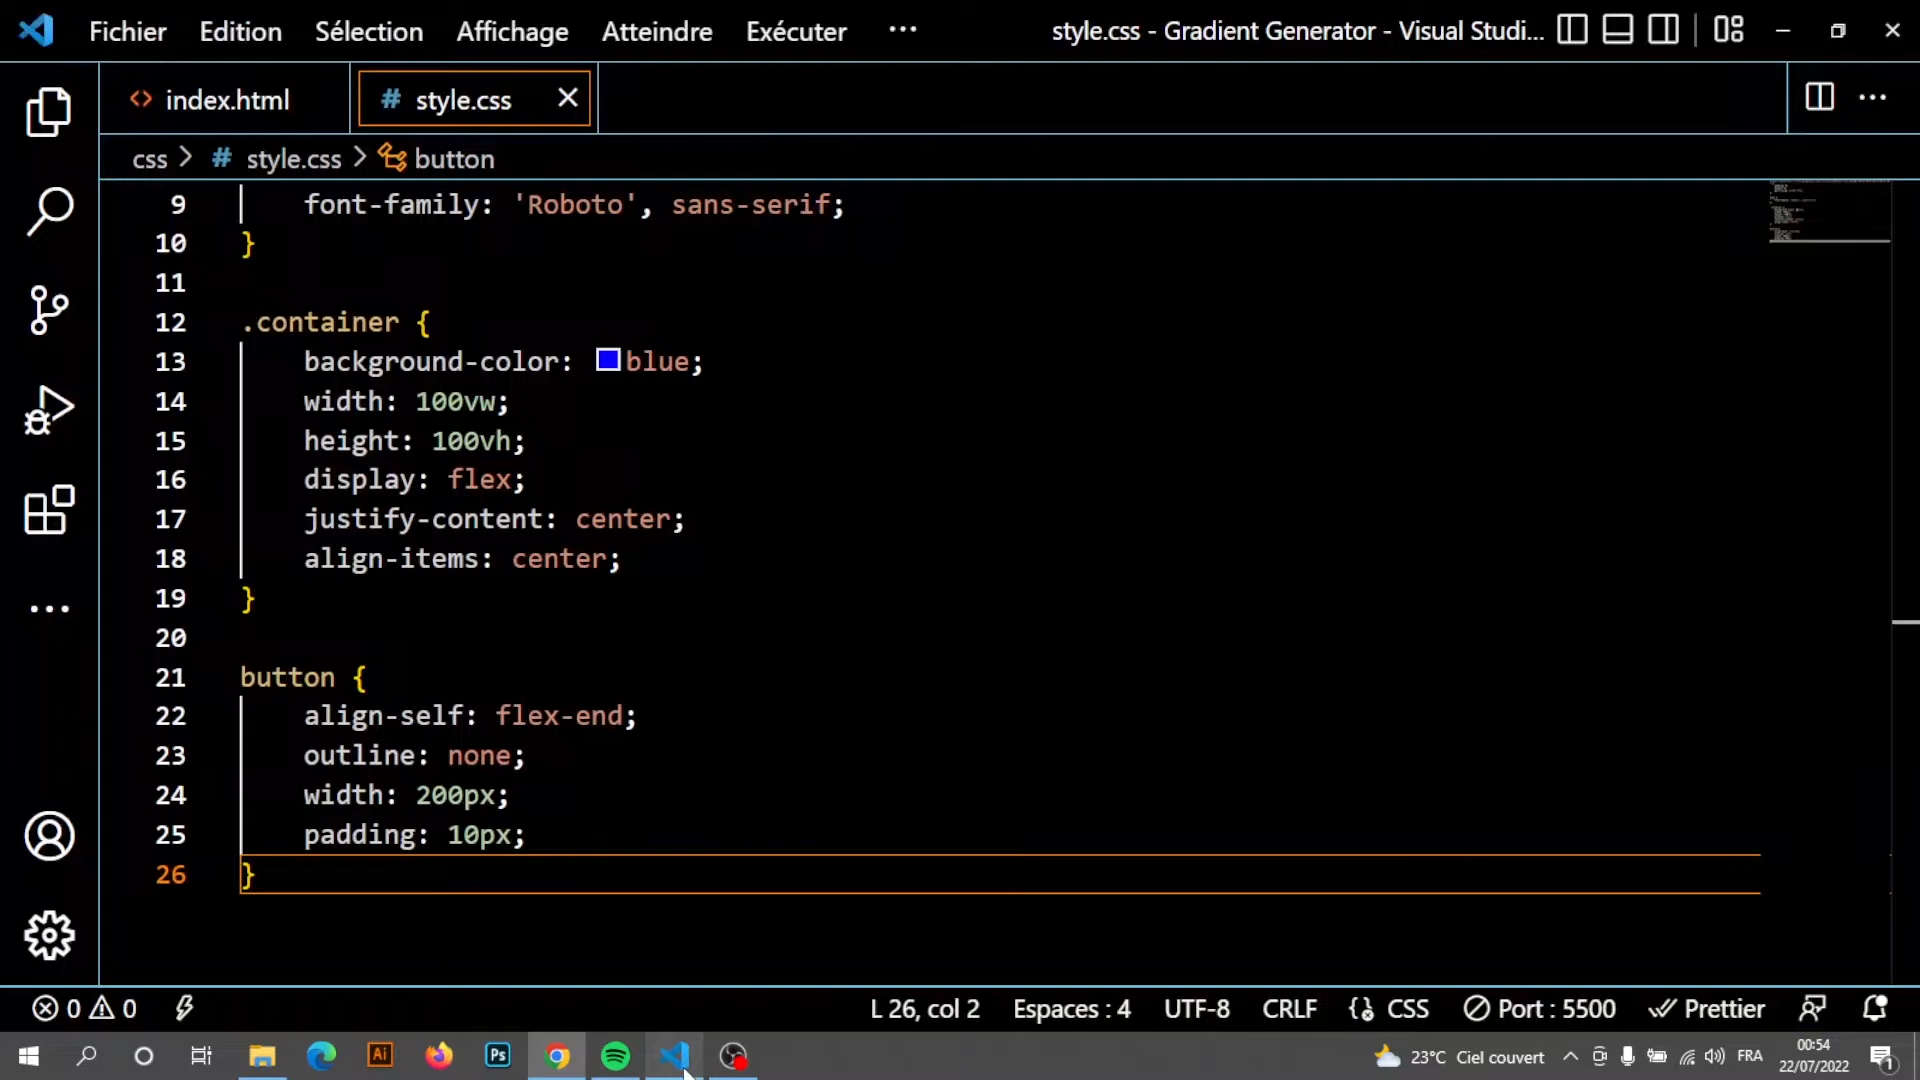 Fichier Edition Sélection Affichage Atteindre Exécuter ··· style.css - Gradient Generator - Visual Studi...
index.html
# style.css
css > # style.css > button
9 font-family: 'Roboto', sans-serif;
10 }
11
12 .container {
13 background-color: blue;
14 width: 100vw;
15 height: 100vh;
16 display: flex;
17 justify-content: center;
18 align-items: center;
19 }
20
21 button {
22 align-self: flex-end;
23 outline: none;
24 width: 200px;
25 padding: 10px;
26 }
0 0 L 26, col 2 Espaces : 4 UTF-8 CRLF {} CSS Port : 5500 Prettier
Ai Ps 23°C Ciel couvert FRA 00:54 22/07/2022 1